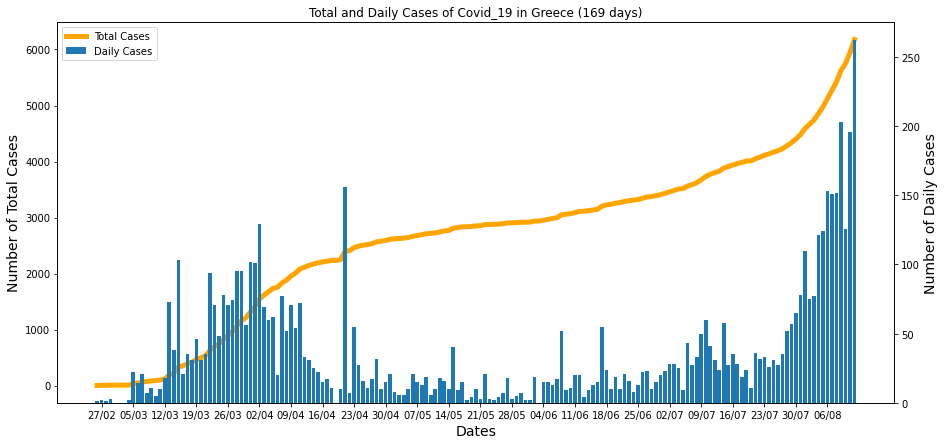 Total and Daily Cases of Covid_19 in Greece (169 days)
Total Cases
Daily Cases
Number of Total Cases
6000
5000
4000
3000
2000
1000
0
Number of Daily Cases
250
200
150
100
50
0
27/02 05/03 12/03 19/03 26/03 02/04 09/04 16/04 22/04 30/04 07/05 14/05 21/05 28/05 04/06 11/06 18/06 25/06 02/07 09/07 16/07 23/07 30/07 06/08
Dates